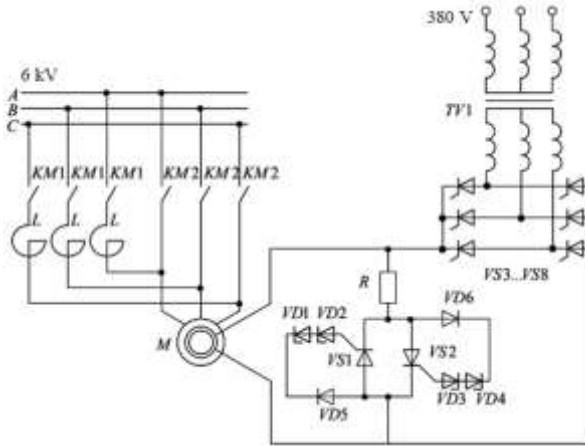 380 V
6 kV
A
B
C
TV1
KM1 KM1 KM1 KM2 KM2 KM2
L L L
R
VS3...VS8
VD1 VD2
VD6
M
VS1
VS2
VD5
VD3 VD4